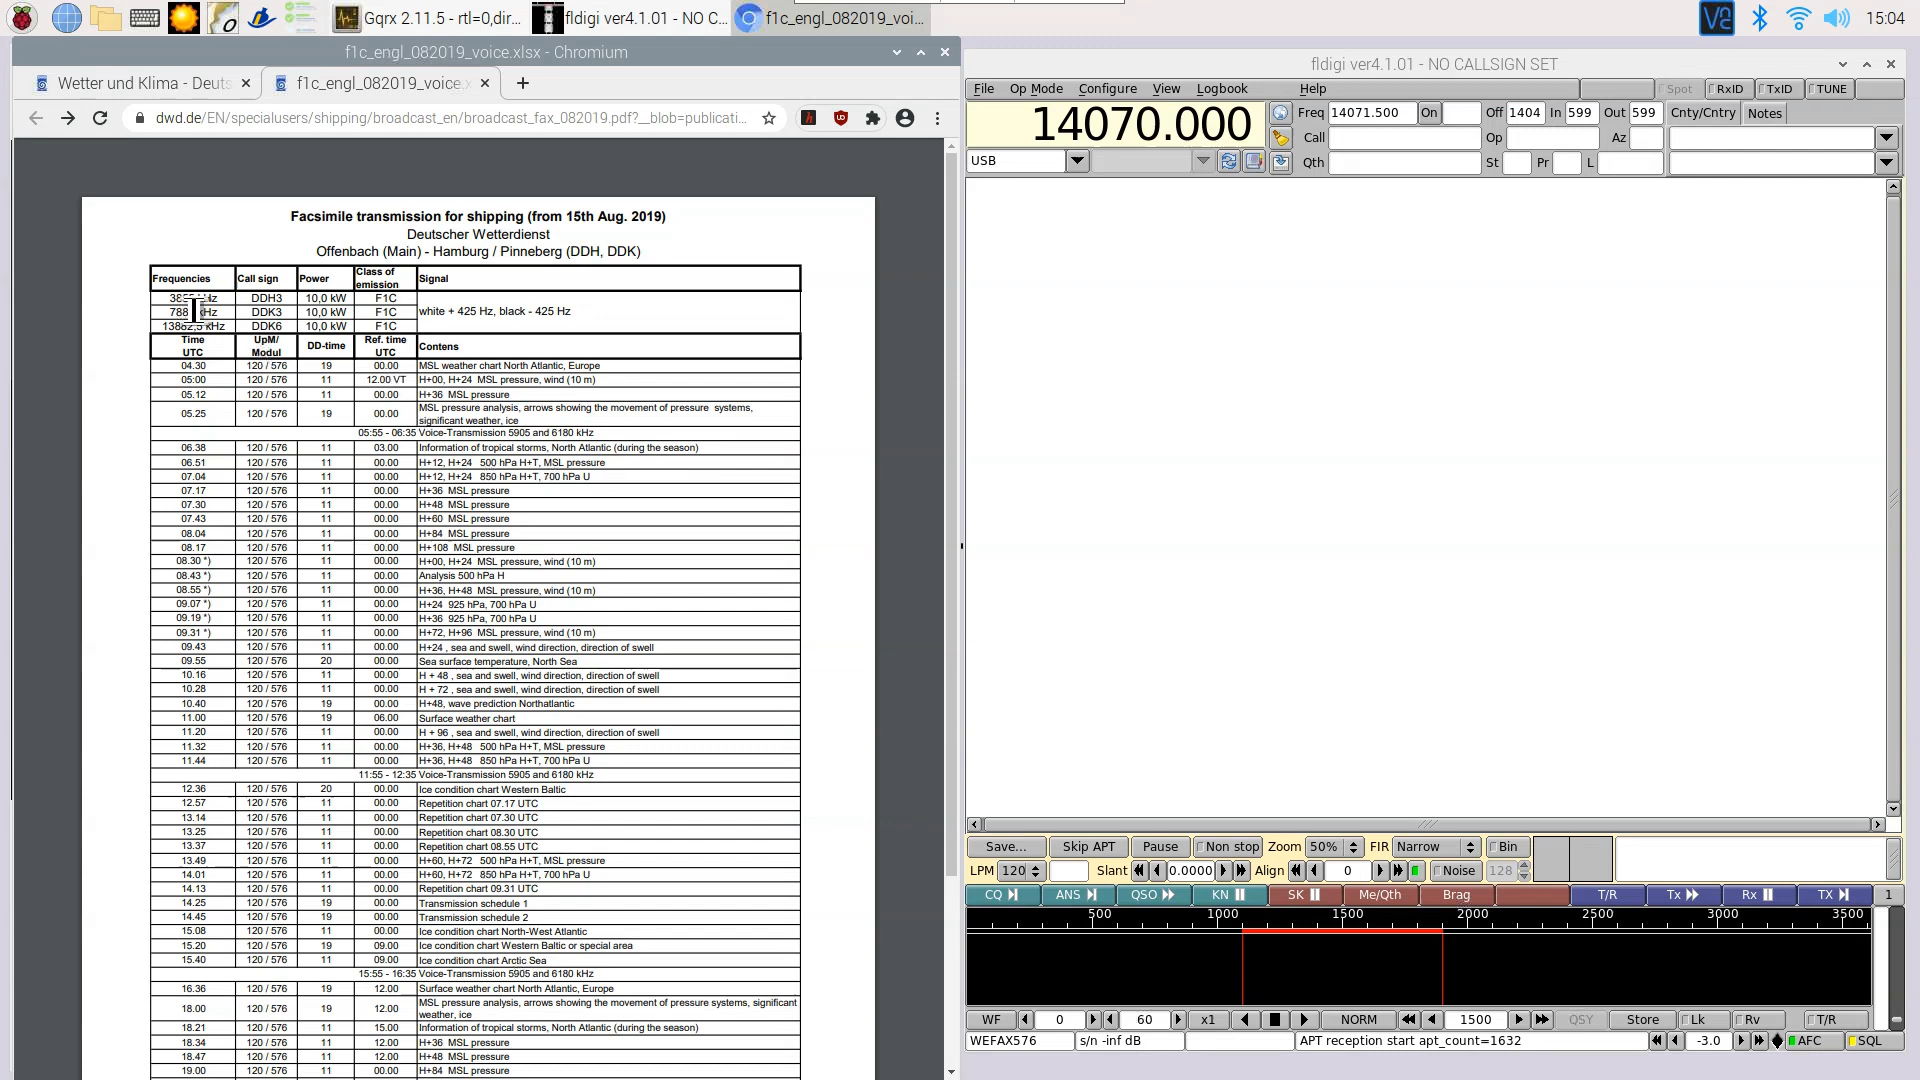 Gqrx 2.11.5 - rtl=0,dir...
fldigi ver4.1.01 - NO C...
f1c_engl_082019_voi...
15:04
f1c_engl_082019_voice.xlsx - Chromium
Wetter und Klima - Deuts
f1c_engl_082019_voice.x
dwd.de/EN/specialusers/shipping/broadcast_en/broadcast_fax_082019.pdf?__blob=publicati...
Facsimile transmission for shipping (from 15th Aug. 2019)
Deutscher Wetterdienst
Offenbach (Main) - Hamburg / Pinneberg (DDH, DDK)
Frequencies Call sign Power Class of emission Signal
DDH3 10,0 kW F1C
DDK3 10,0 kW F1C white + 425 Hz, black - 425 Hz
13882,5 kHz DDK6 10,0 kW F1C
Time UTC UpM/ Modul DD-time Ref. time UTC Contens
04.30 120 / 576 19 00.00 MSL weather chart North Atlantic, Europe
05:00 120 / 576 11 12.00 VT H+00, H+24 MSL pressure, wind (10 m)
05.12 120 / 576 11 00.00 H+36 MSL pressure
05.25 120 / 576 19 00.00 MSL pressure analysis, arrows showing the movement of pressure systems,
significant weather, ice
05:55 - 06:35 Voice-Transmission 5905 and 6180 kHz
06.38 120 / 576 11 03.00 Information of tropical storms, North Atlantic (during the season)
06.51 120 / 576 11 00.00 H+12, H+24 500 hPa H+T, MSL pressure
07.04 120 / 576 11 00.00 H+12, H+24 850 hPa H+T, 700 hPa U
07.17 120 / 576 11 00.00 H+36 MSL pressure
07.30 120 / 576 11 00.00 H+48 MSL pressure
07.43 120 / 576 11 00.00 H+60 MSL pressure
08.04 120 / 576 11 00.00 H+84 MSL pressure
08.17 120 / 576 11 00.00 H+108 MSL pressure
08.30 *) 120 / 576 11 00.00 H+00, H+24 MSL pressure, wind (10 m)
08.43 *) 120 / 576 11 00.00 Analysis 500 hPa H
08.55 *) 120 / 576 11 00.00 H+36, H+48 MSL pressure, wind (10 m)
09.07 *) 120 / 576 11 00.00 H+24 925 hPa, 700 hPa U
09.19 *) 120 / 576 11 00.00 H+36 925 hPa, 700 hPa U
09.31 *) 120 / 576 11 00.00 H+72, H+96 MSL pressure, wind (10 m)
09.43 120 / 576 11 00.00 H+24 , sea and swell, wind direction, direction of swell
09.55 120 / 576 20 00.00 Sea surface temperature, North Sea
10.16 120 / 576 11 00.00 H + 48 , sea and swell, wind direction, direction of swell
10.28 120 / 576 11 00.00 H + 72 , sea and swell, wind direction, direction of swell
10.40 120 / 576 19 00.00 H+48, wave prediction Northatlantic
11.00 120 / 576 19 06.00 Surface weather chart
11.20 120 / 576 11 00.00 H + 96 , sea and swell, wind direction, direction of swell
11.32 120 / 576 11 00.00 H+36, H+48 500 hPa H+T, MSL pressure
11.44 120 / 576 11 00.00 H+36, H+48 850 hPa H+T, 700 hPa U
11:55 - 12:35 Voice-Transmission 5905 and 6180 kHz
12.36 120 / 576 20 00.00 Ice condition chart Western Baltic
12.57 120 / 576 11 00.00 Repetition chart 07.17 UTC
13.14 120 / 576 11 00.00 Repetition chart 07.30 UTC
13.25 120 / 576 11 00.00 Repetition chart 08.30 UTC
13.37 120 / 576 11 00.00 Repetition chart 08.55 UTC
13.49 120 / 576 11 00.00 H+60, H+72 500 hPa H+T, MSL pressure
14.01 120 / 576 11 00.00 H+60, H+72 850 hPa H+T, 700 hPa U
14.13 120 / 576 11 00.00 Repetition chart 09.31 UTC
14.25 120 / 576 19 00.00 Transmission schedule 1
14.45 120 / 576 19 00.00 Transmission schedule 2
15.08 120 / 576 11 00.00 Ice condition chart North-West Atlantic
15.20 120 / 576 19 09.00 Ice condition chart Western Baltic or special area
15.40 120 / 576 11 09.00 Ice condition chart Arctic Sea
15:55 - 16:35 Voice-Transmission 5905 and 6180 kHz
16.36 120 / 576 19 12.00 Surface weather chart North Atlantic, Europe
18.00 120 / 576 19 12.00 MSL pressure analysis, arrows showing the movement of pressure systems, significant
weather, ice
18.21 120 / 576 11 15.00 Information of tropical storms, North Atlantic (during the season)
18.34 120 / 576 11 12.00 H+36 MSL pressure
18.47 120 / 576 11 12.00 H+48 MSL pressure
19.00 120 / 576 11 12.00 H+84 MSL pressure
fldigi ver4.1.01 - NO CALLSIGN SET
File Op Mode Configure View Logbook Help Spot RxID TxID TUNE
14070.000
Freq 14071.500 On Off 1404 In 599 Out 599 Cnty/Cntry Notes
Call Op Az
USB Qth St Pr L
Save... Skip APT Pause Non stop Zoom 50% FIR Narrow Bin
LPM 120 Slant 0.0000 Align 0 Noise 128
CQ ANS QSO KN SK Me/Qth Brag T/R Tx Rx TX 1
500 1000 1500 2000 2500 3000 3500
WF 0 60 x1 NORM 1500 QSY Store Lk Rv T/R
WEFAX576 s/n -inf dB APT reception start apt_count=1632 -3.0 AFC SQL